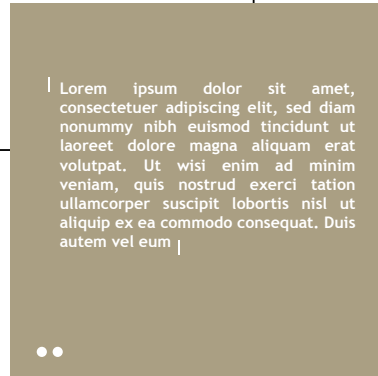 Lorem ipsum dolor sit amet,
consectetuer adipiscing elit, sed diam
nonummy nibh euismod tincidunt ut
laoreet dolore magna aliquam erat
volutpat. Ut wisi enim ad minim
veniam, quis nostrud exerci tation
ullamcorper suscipit lobortis nisl ut
aliquip ex ea commodo consequat. Duis
autem vel eum